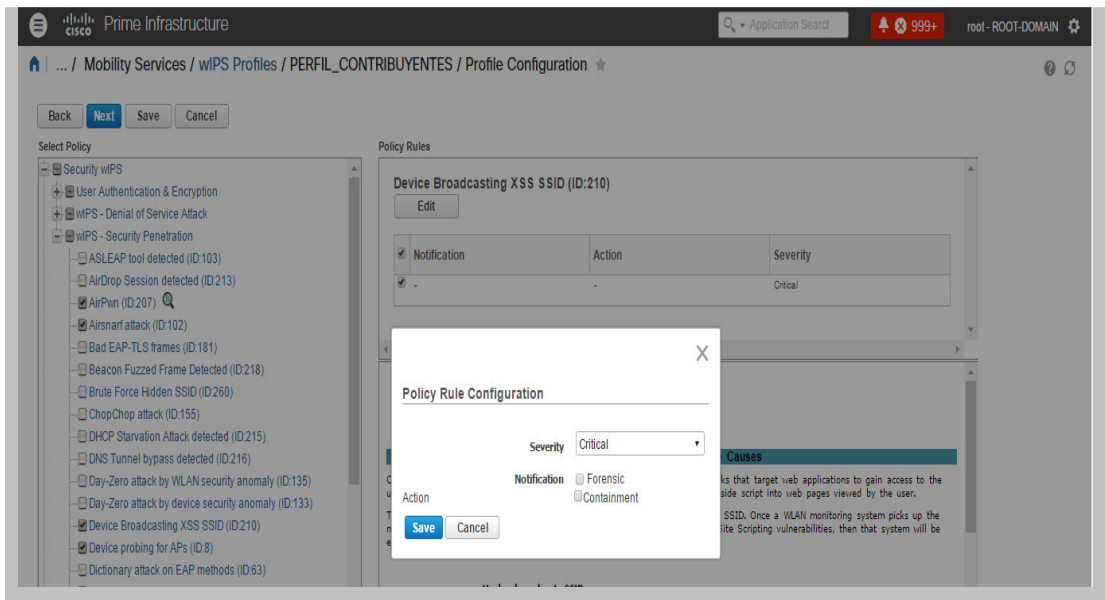 cisco Prime Infrastructure
Application Search
999+
root - ROOT-DOMAIN
... / Mobility Services / wIPS Profiles / PERFIL_CONTRIBUYENTES / Profile Configuration
Back Next Save Cancel
Select Policy
Security wIPS
User Authentication & Encryption
wIPS - Denial of Service Attack
wIPS - Security Penetration
ASLEAP tool detected (ID:103)
AirDrop Session detected (ID:213)
AirPwn (ID:207)
Airsnarf attack (ID:102)
Bad EAP-TLS frames (ID:181)
Beacon Fuzzed Frame Detected (ID:218)
Brute Force Hidden SSID (ID:260)
ChopChop attack (ID:155)
DHCP Starvation Attack detected (ID:215)
DNS Tunnel bypass detected (ID:216)
Day-Zero attack by WLAN security anomaly (ID:135)
Day-Zero attack by device security anomaly (ID:133)
Device Broadcasting XSS SSID (ID:210)
Device probing for APs (ID:8)
Dictionary attack on EAP methods (ID:63)
Policy Rules
Device Broadcasting XSS SSID (ID:210)
Edit
Notification Action Severity
- - Critical
X
Policy Rule Configuration
Severity Critical
Notification Forensic
Action Containment
Save Cancel
Causes
ks that target web applications to gain access to the
side script into web pages viewed by the user.
SSID. Once a WLAN monitoring system picks up the
Site Scripting vulnerabilities, then that system will be